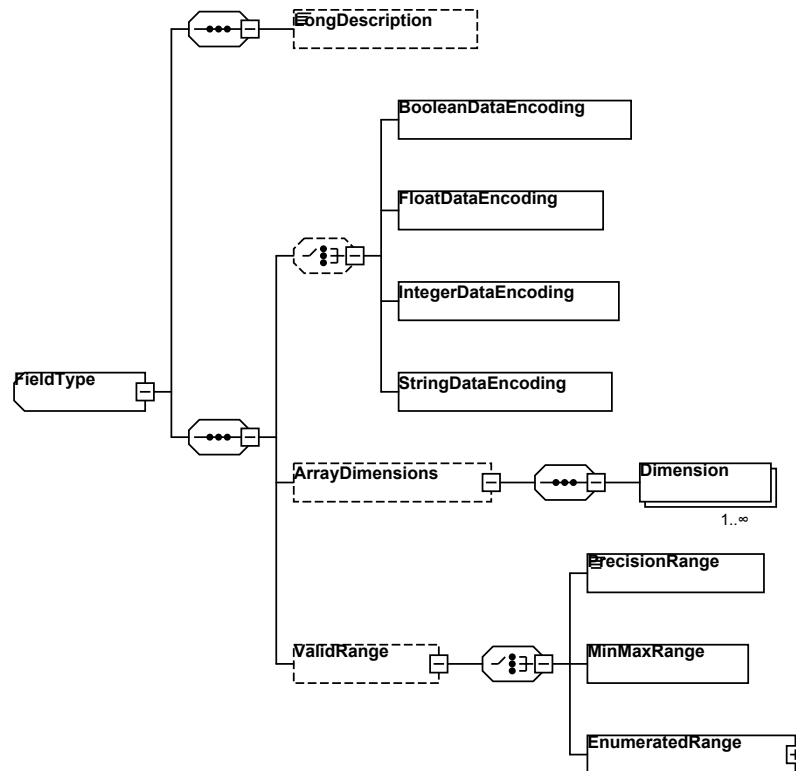 LongDescription
BooleanDataEncoding
FloatDataEncoding
IntegerDataEncoding
FieldType
StringDataEncoding
ArrayDimensions
Dimension
1..∞
PrecisionRange
ValidRange
MinMaxRange
EnumeratedRange